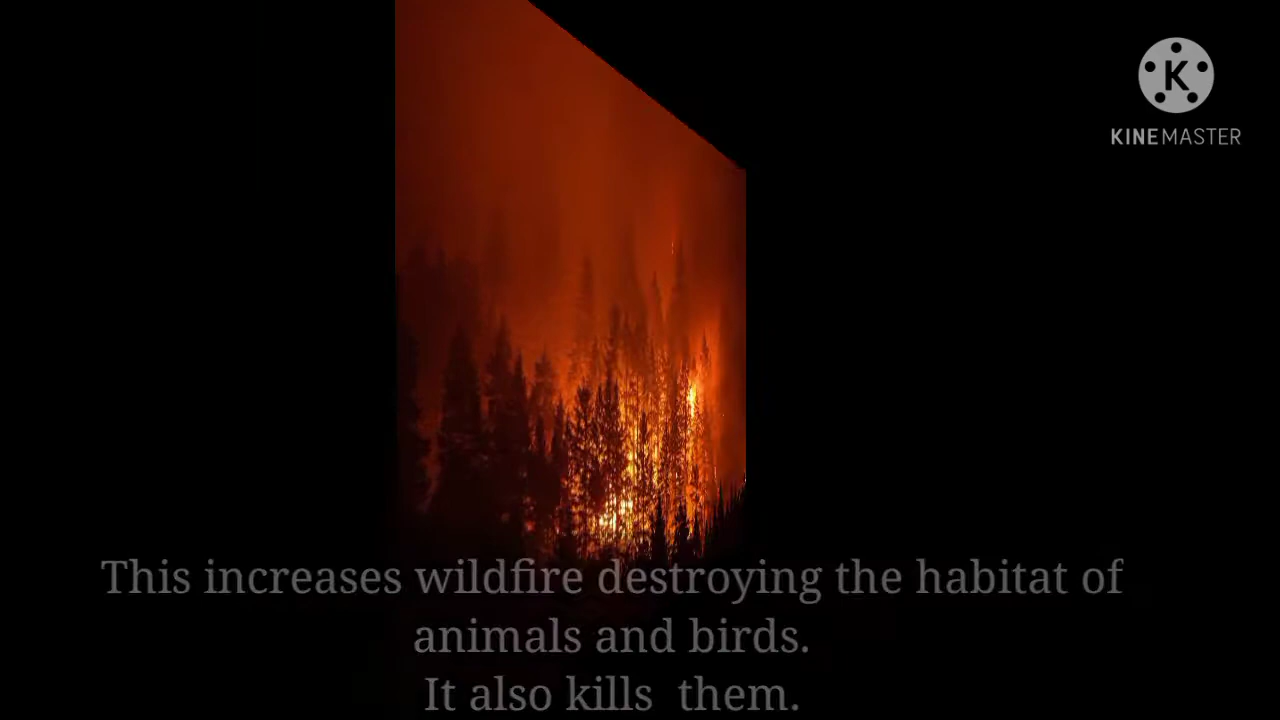 K
KINEMASTER
This increases wildfire destroying the habitat of
animals and birds.
It also kills  them.